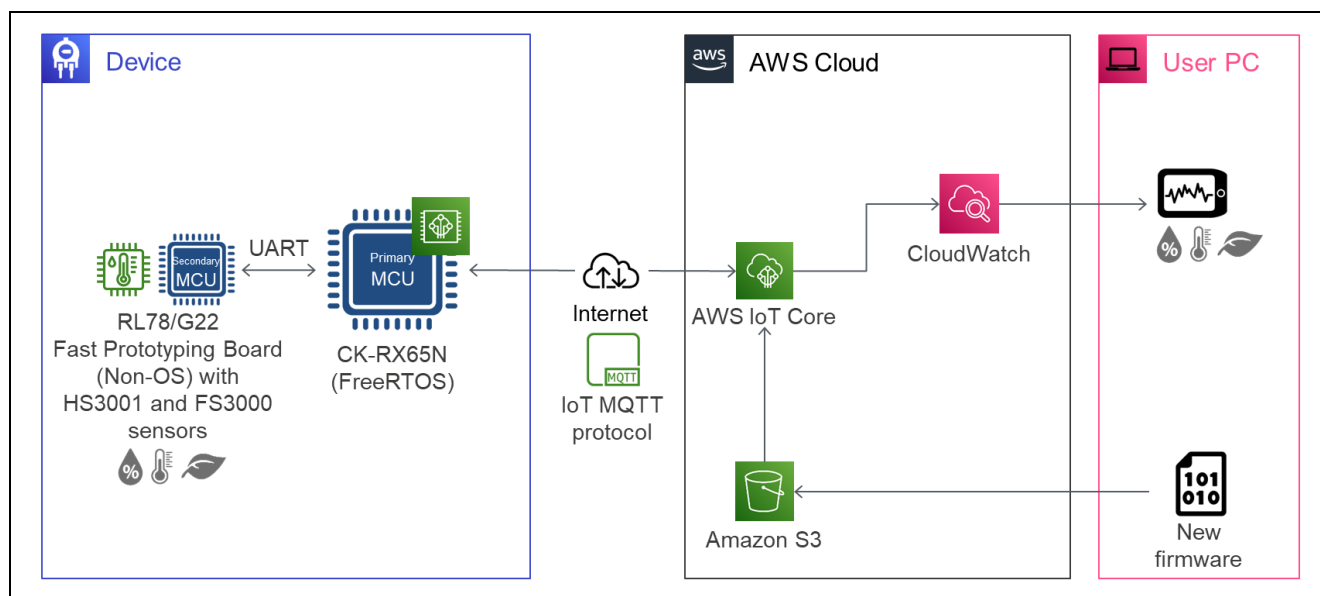 Device
Secondary
MCU
UART
Primary
MCU
RL78/G22
Fast Prototyping Board
(Non-OS) with
HS3001 and FS3000
sensors
%
CK-RX65N
(FreeRTOS)
Internet
MQTT
IoT MQTT
protocol
aws
AWS Cloud
AWS IoT Core
CloudWatch
Amazon S3
User PC
%
101
010
New
firmware